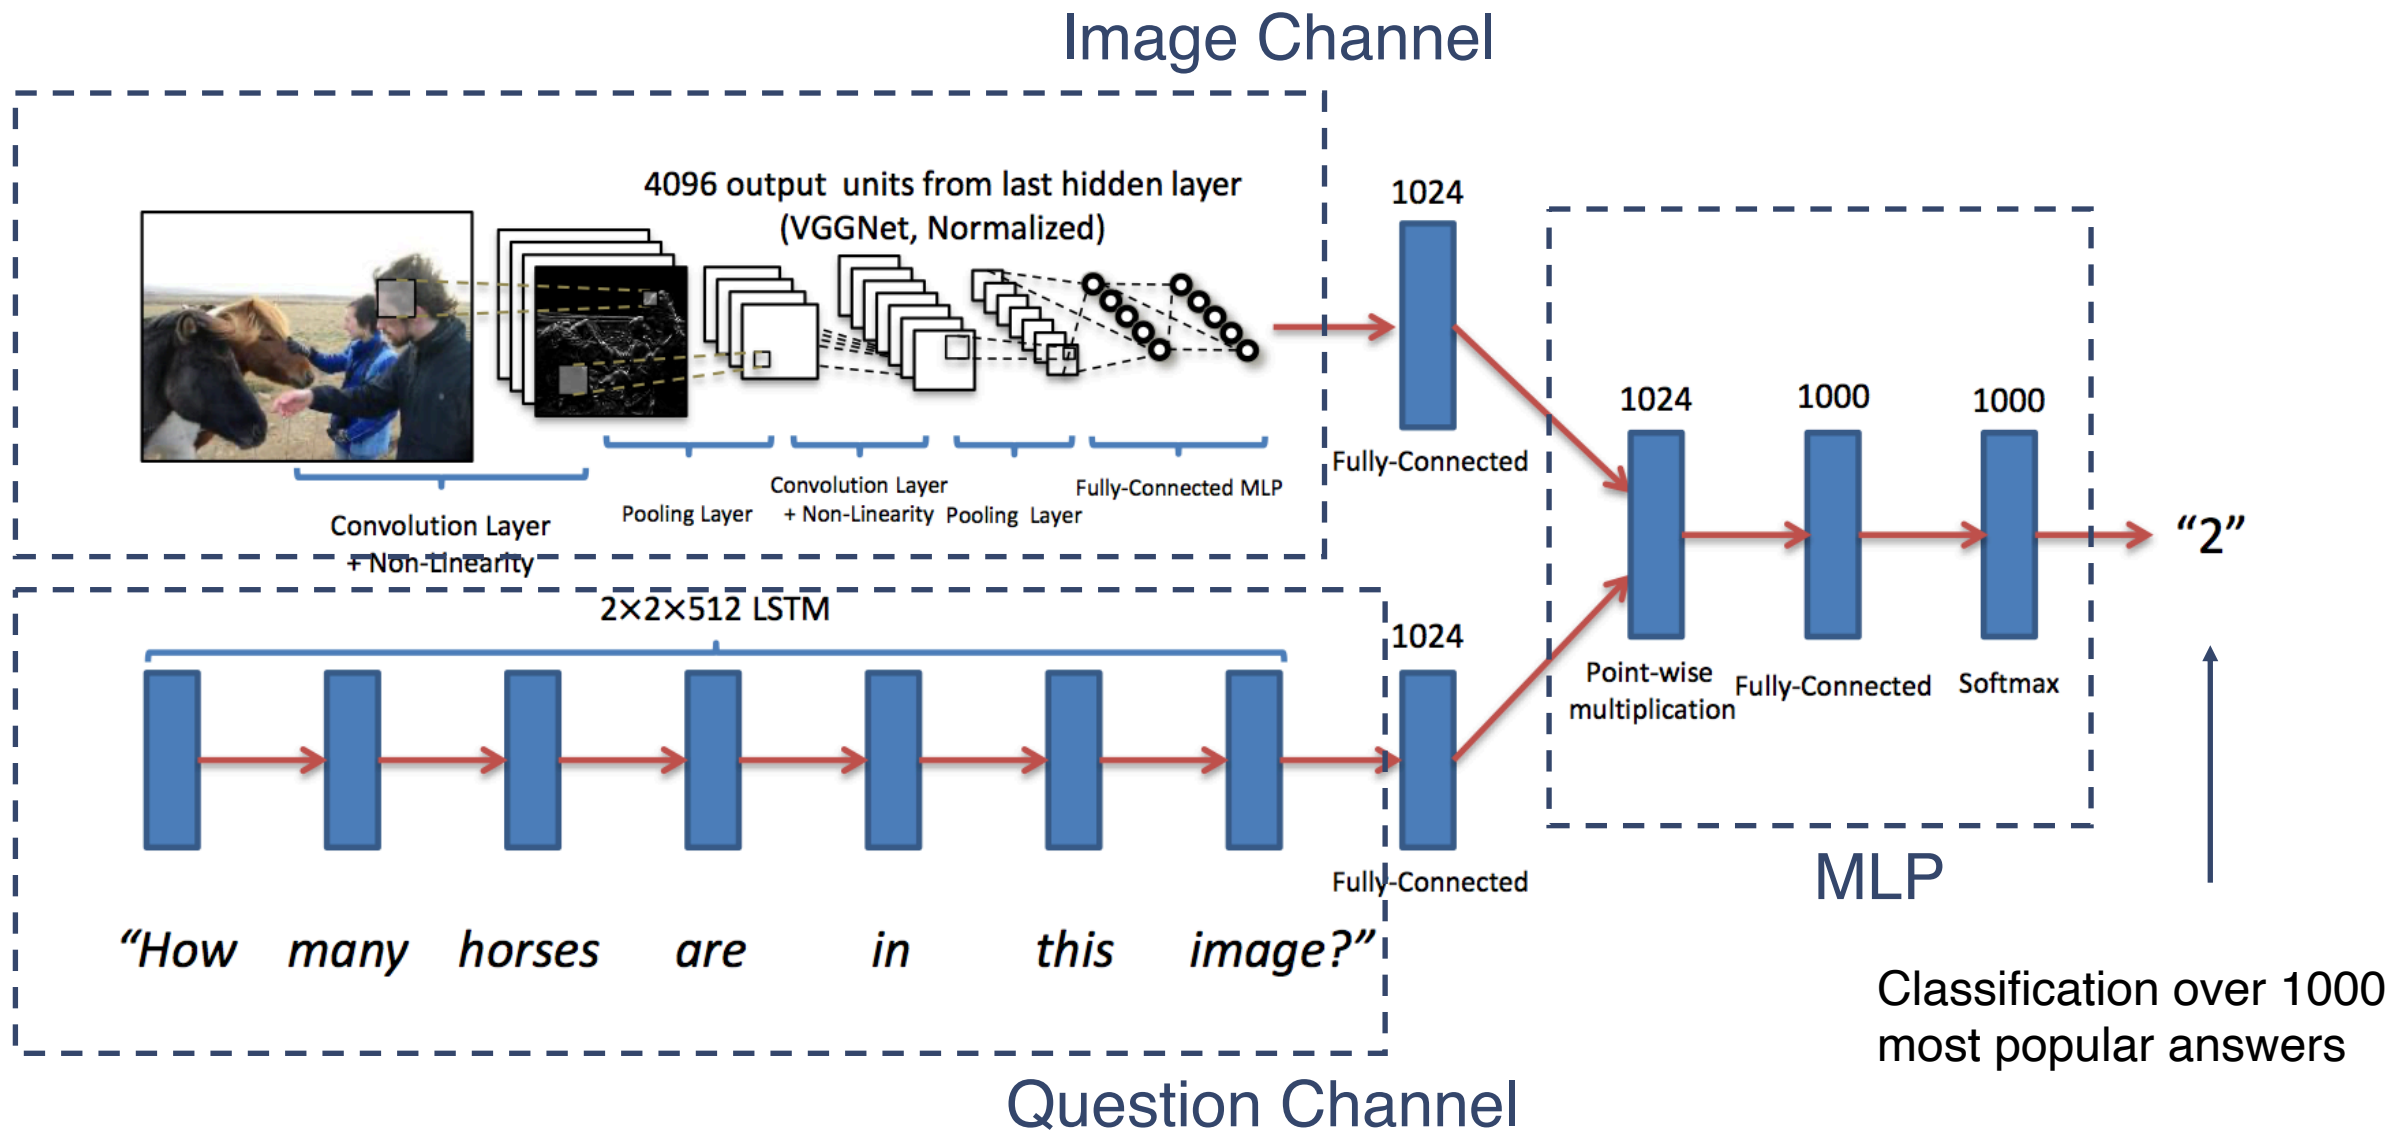 Image Channel
4096 output units from last hidden layer
(VGGNet, Normalized)
Convolution Layer
+ Non-Linearity
Pooling Layer
Convolution Layer
+ Non-Linearity
Pooling Layer
Fully-Connected MLP
1024
Fully-Connected
2×2×512 LSTM
1024
Fully-Connected
“How many horses are in this image?”
Question Channel
1024
Point-wise
multiplication
1000
Fully-Connected
1000
Softmax
MLP
“2”
Classification over 1000
most popular answers